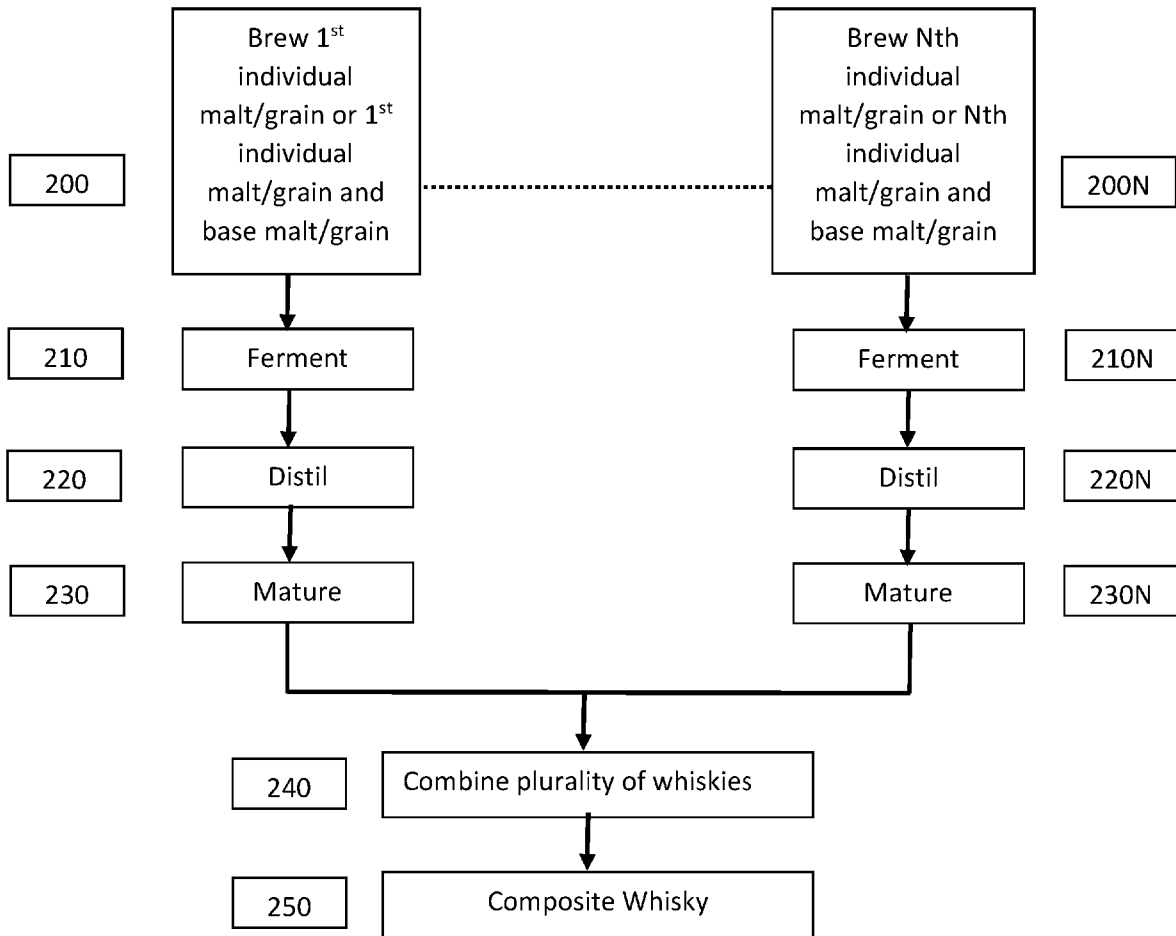 Brew 1st
individual
malt/grain or 1st
individual
malt/grain and
base malt/grain
Brew Nth
individual
malt/grain or Nth
individual
malt/grain and
base malt/grain
200
200N
210
Ferment
Ferment
210N
220
Distil
Distil
220N
230
Mature
Mature
230N
240
Combine plurality of whiskies
250
Composite Whisky